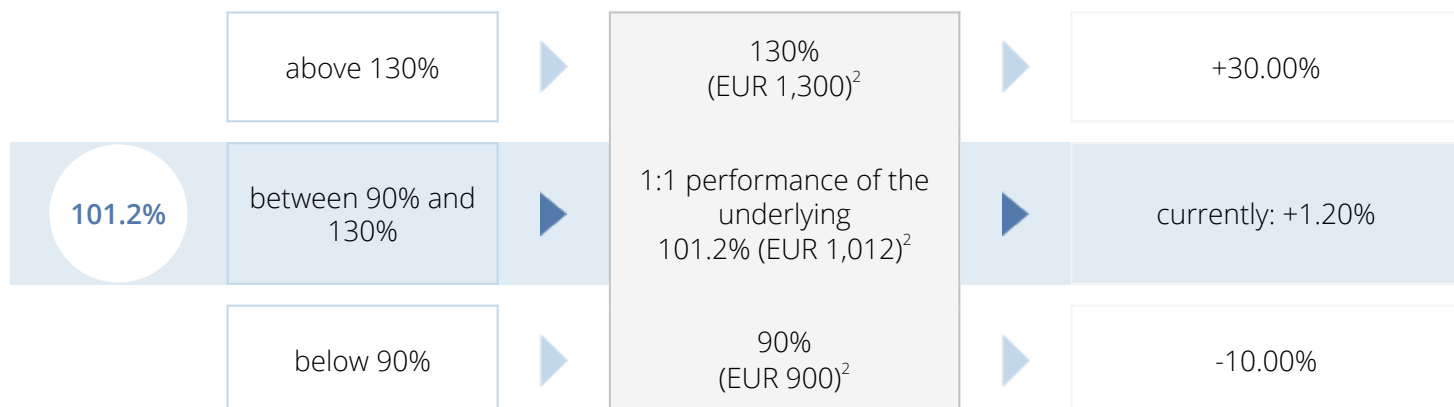 above 130%
130%
(EUR 1,300)²
+30.00%
101.2%
between 90% and
130%
1:1 performance of the
underlying
101.2% (EUR 1,012)²
currently: +1.20%
below 90%
90%
(EUR 900)²
-10.00%